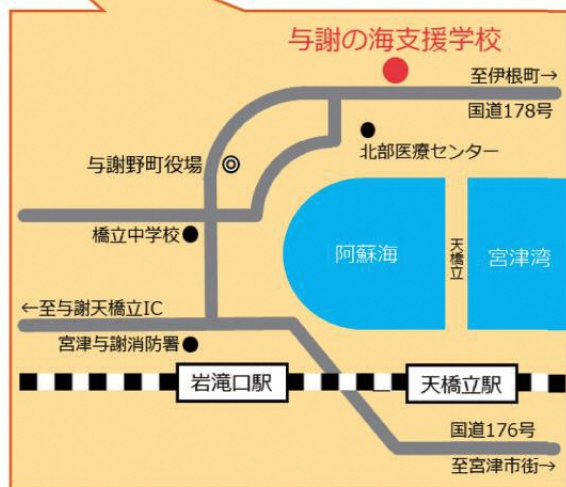 与謝の海支援学校
至伊根町→
国道178号
北部医療センター
与謝野町役場
橋立中学校
阿蘇海
天橋立
宮津湾
←至与謝天橋立IC
宮津与謝消防署
岩滝口駅
天橋立駅
国道176号
至宮津市街→